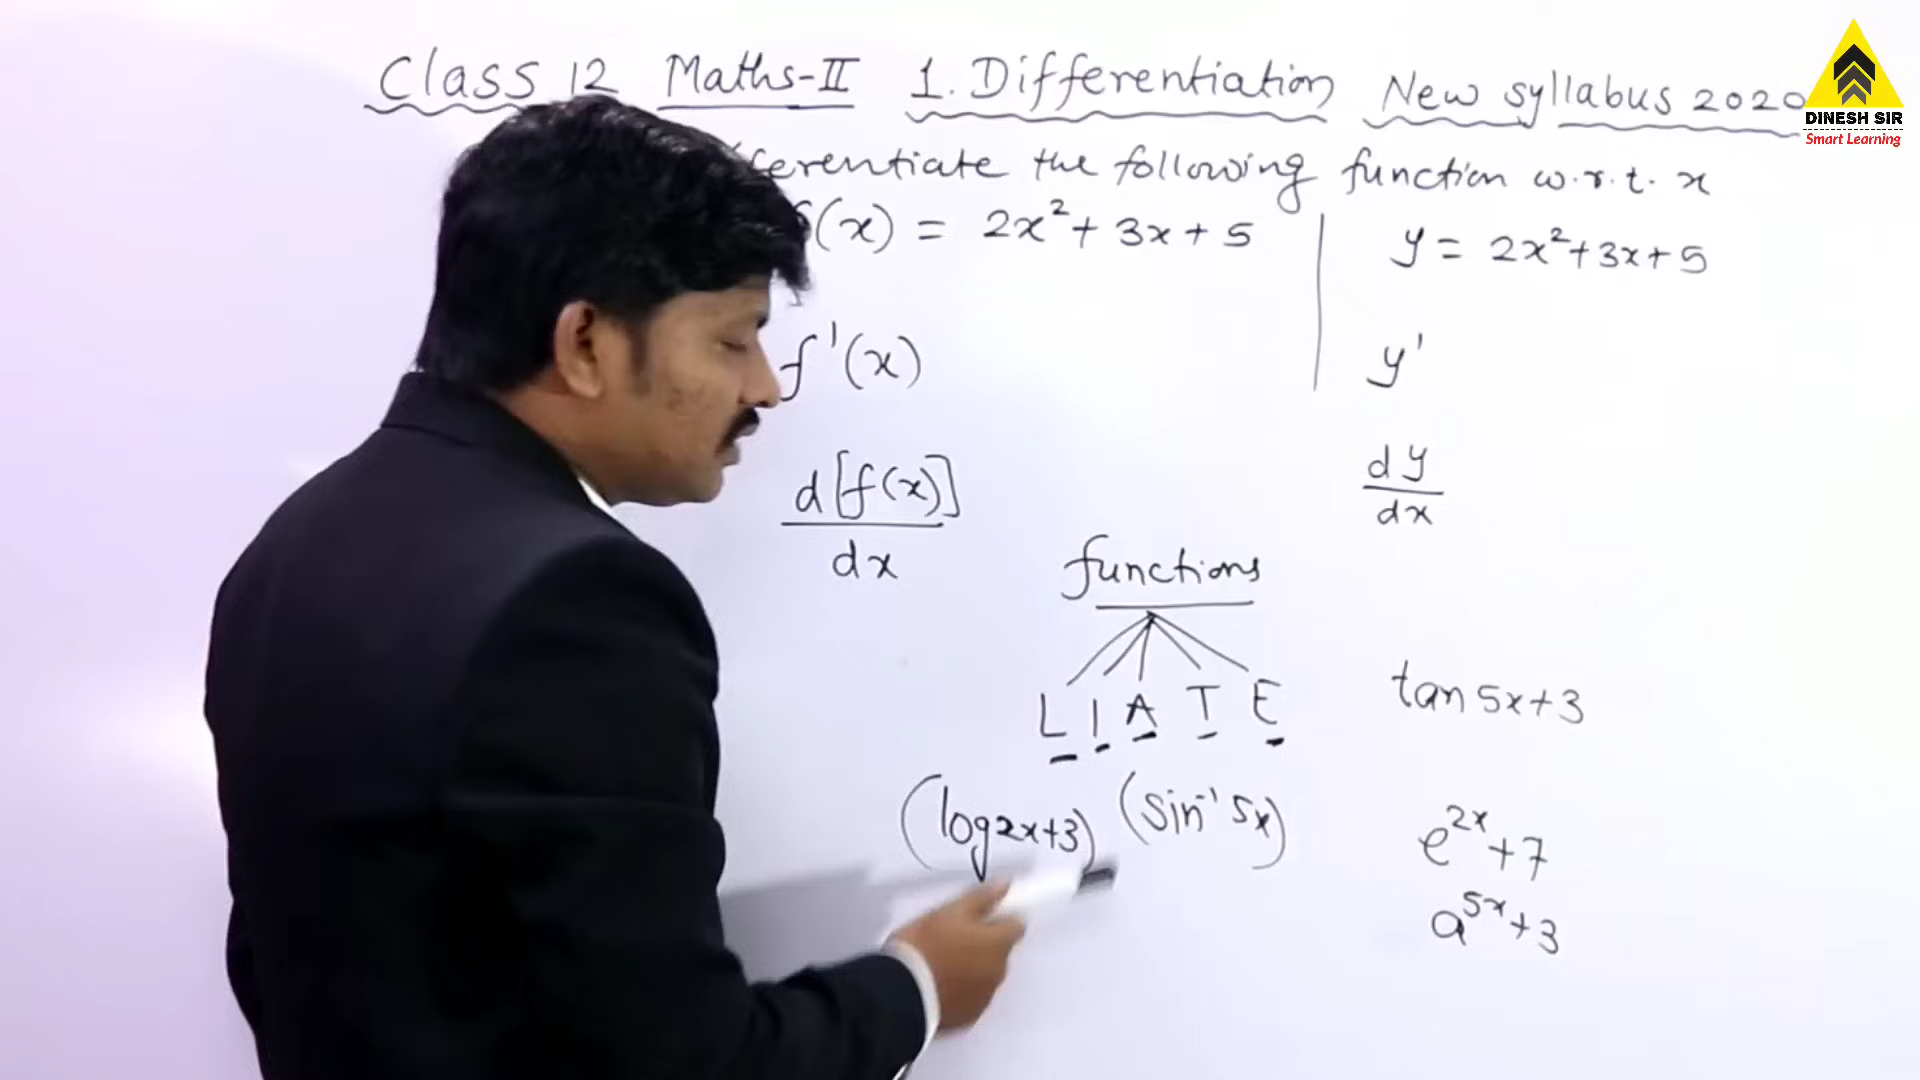 Class 12 Maths-II 1. Differentiation New syllabus 2020
DINESH SIR
Smart Learning
the following function w.r.t. x
(x) = 2x² + 3x + 5
y = 2x² + 3x + 5
f'(x)
y'
d[f(x)]
dx
dy
dx
functions
L I A T E
tan 5x+3
(log 2x+3) (sin⁻¹ 5x)
e²ˣ+7
a⁵ˣ+3